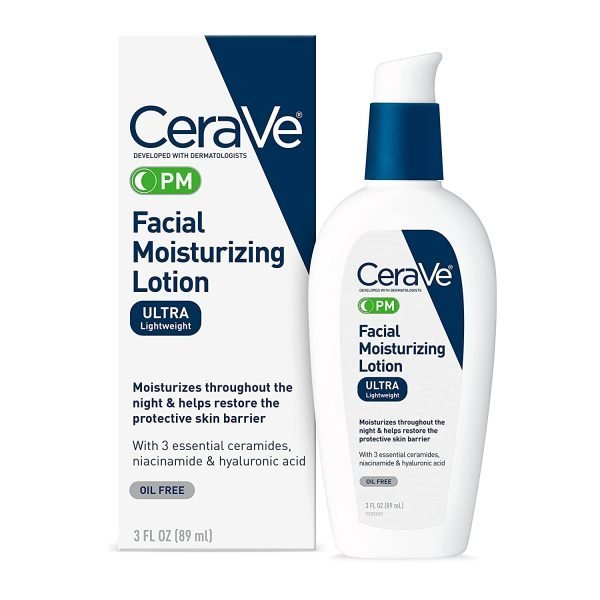 CeraVe®
DEVELOPED WITH DERMATOLOGISTS
PM
Facial
Moisturizing
Lotion
ULTRA
Lightweight
Moisturizes throughout the
night & helps restore the
protective skin barrier
With 3 essential ceramides,
niacinamide & hyaluronic acid
OIL FREE
3 FL OZ (89 mL)
CeraVe®
DEVELOPED WITH DERMATOLOGISTS
PM
Facial
Moisturizing
Lotion
ULTRA
Lightweight
Moisturizes throughout the
night & helps restore the
protective skin barrier
With 3 essential ceramides,
niacinamide & hyaluronic acid
OIL FREE
3 FL OZ (89 mL)